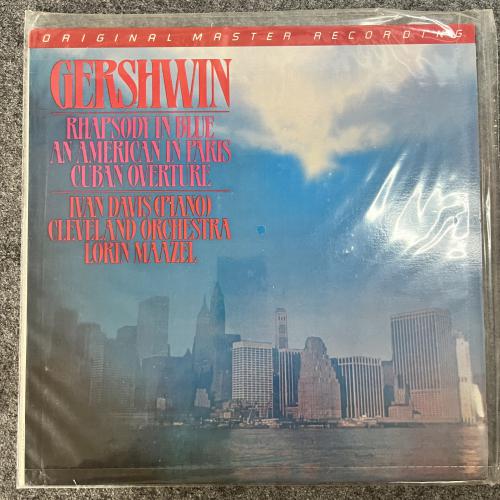 ORIGINAL MASTER RECORDING
GERSHWIN
RHAPSODY IN BLUE
AN AMERICAN IN PARIS
CUBAN OVERTURE
IVAN DAVIS (PIANO)
CLEVELAND ORCHESTRA
LORIN MAAZEL